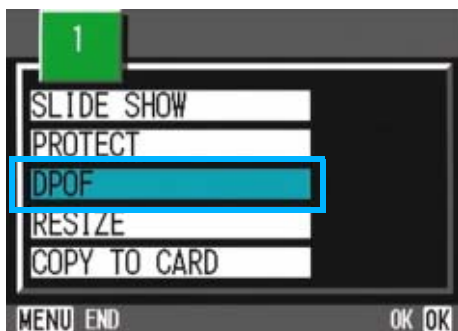 1
SLIDE SHOW
PROTECT
DPOF
RESIZE
COPY TO CARD
MENU END OK OK